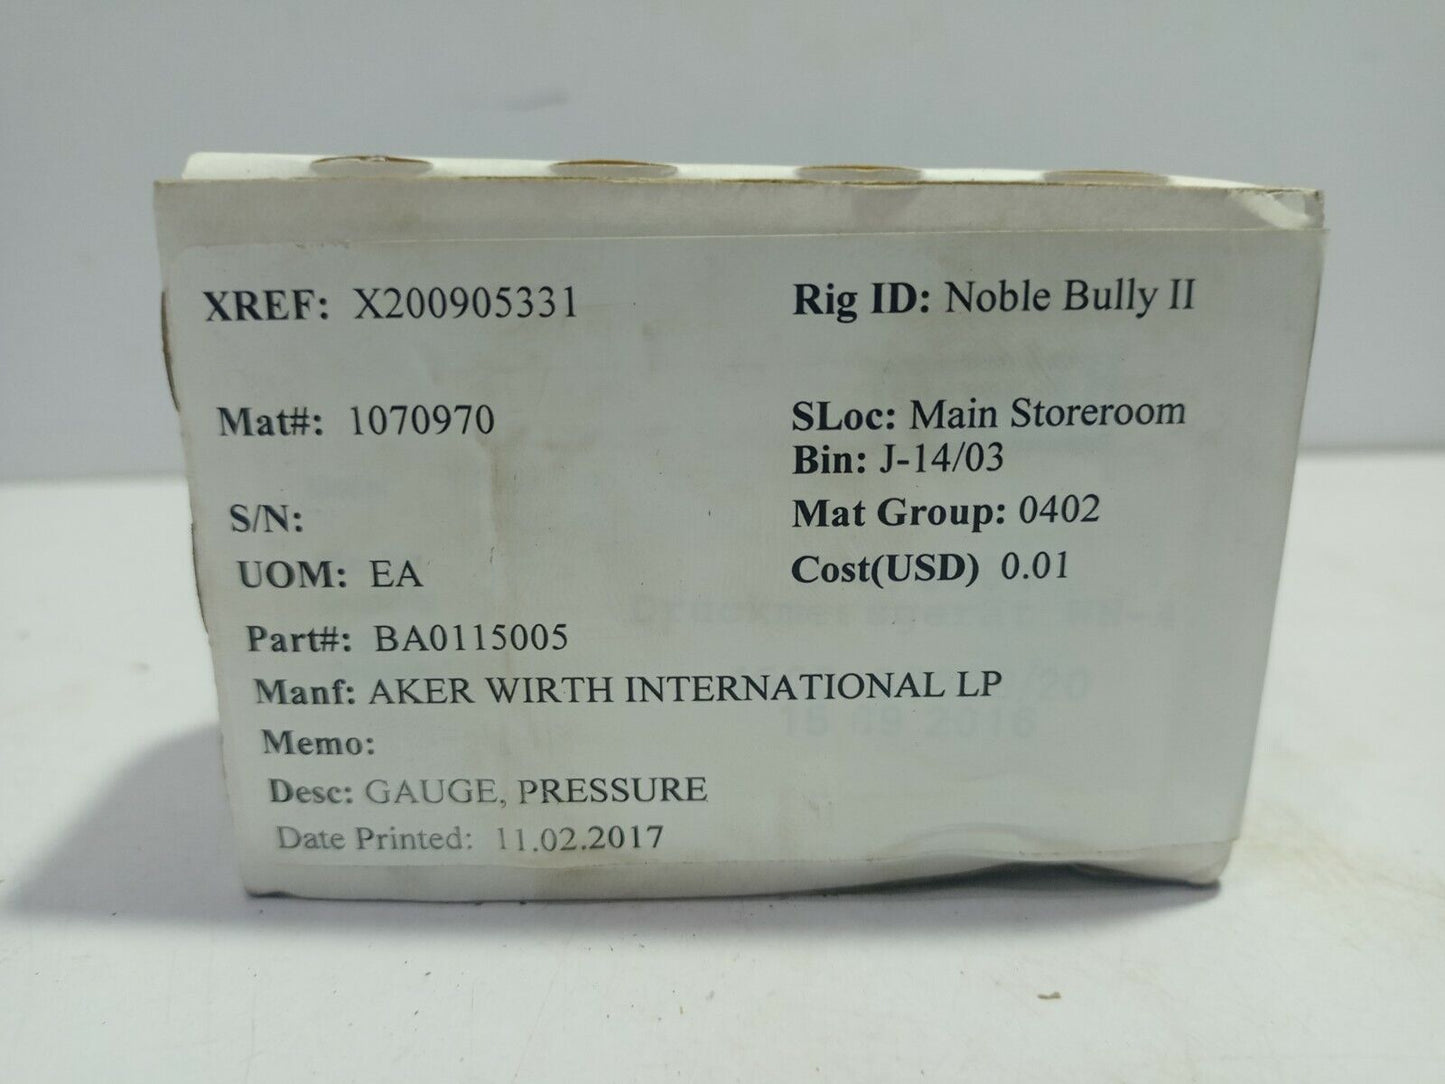 XREF: X200905331
Rig ID: Noble Bully II
Mat#: 1070970
SLoc: Main Storeroom
Bin: J-14/03
S/N:
Mat Group: 0402
UOM: EA
Cost(USD) 0.01
Part#: BA0115005
Manf: AKER WIRTH INTERNATIONAL LP
Memo:
Desc: GAUGE, PRESSURE
Date Printed: 11.02.2017